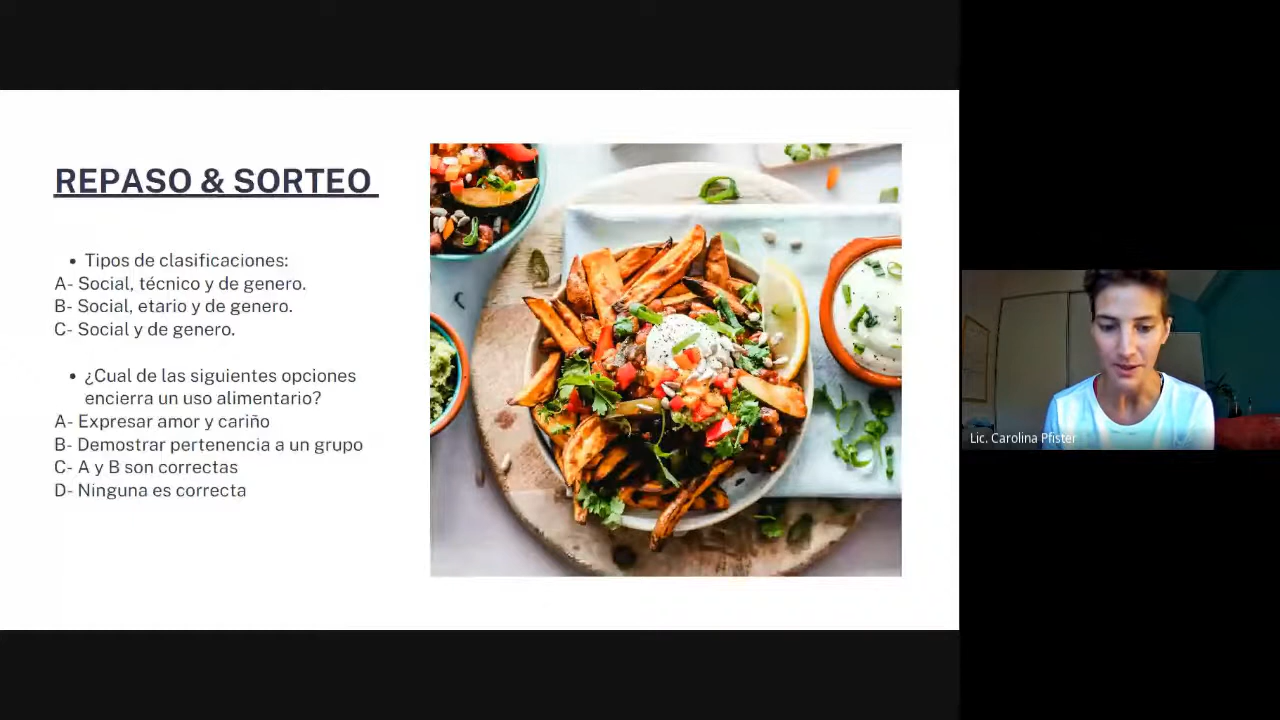 REPASO & SORTEO
• Tipos de clasificaciones:
A- Social, técnico y de genero.
B- Social, etario y de genero.
C- Social y de genero.
• ¿Cual de las siguientes opciones
encierra un uso alimentario?
A- Expresar amor y cariño
B- Demostrar pertenencia a un grupo
C- A y B son correctas
D- Ninguna es correcta
Lic. Carolina Pfister